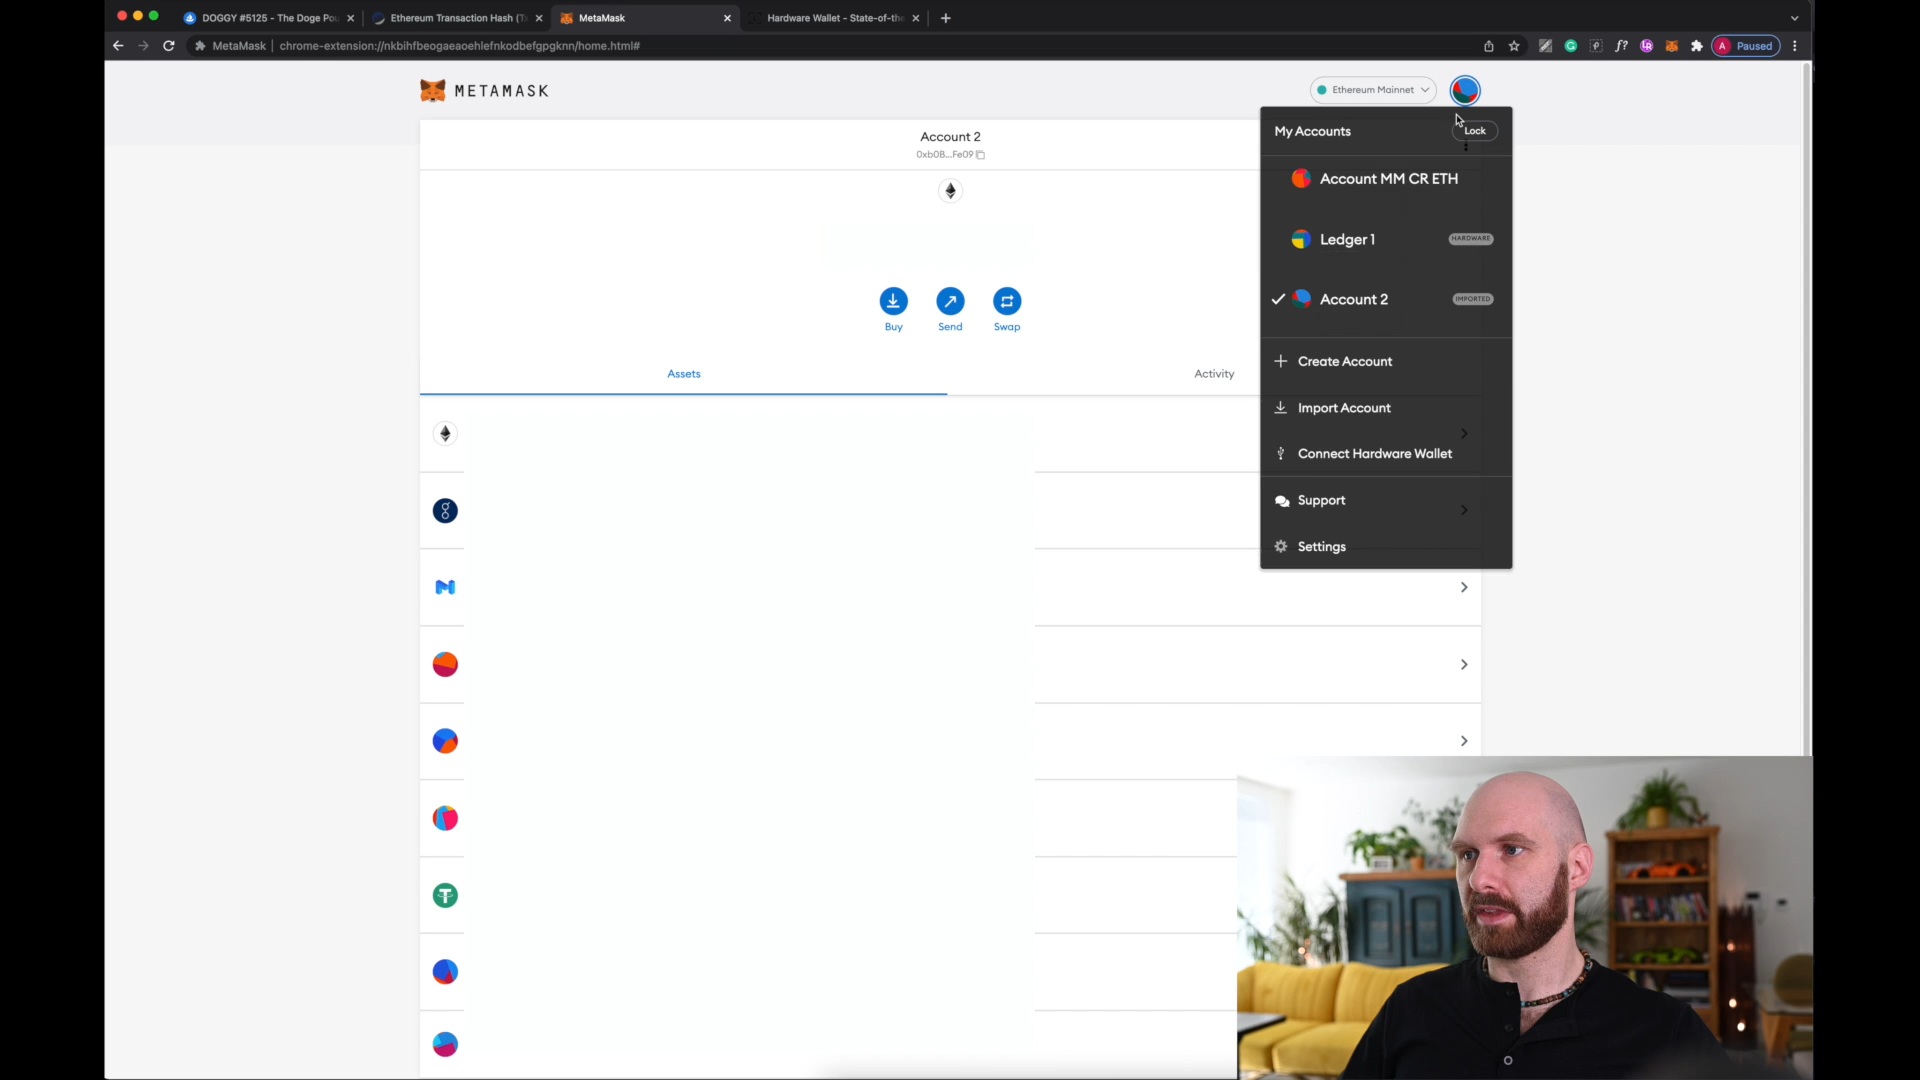 DOGGY #5125 - The Doge Pou
Ethereum Transaction Hash (Tx
MetaMask
Hardware Wallet - State-of-the
MetaMask
chrome-extension://nkbihfbeogaeaoehlefnkodbefgpgknn/home.html#
f?
A Paused
METAMASK
Ethereum Mainnet
Account 2
0xb0B...Fe09
My Accounts
Lock
Account MM CR ETH
Ledger 1
HARDWARE
Account 2
IMPORTED
Buy
Send
Swap
Assets
Activity
Create Account
Import Account
Connect Hardware Wallet
Support
Settings